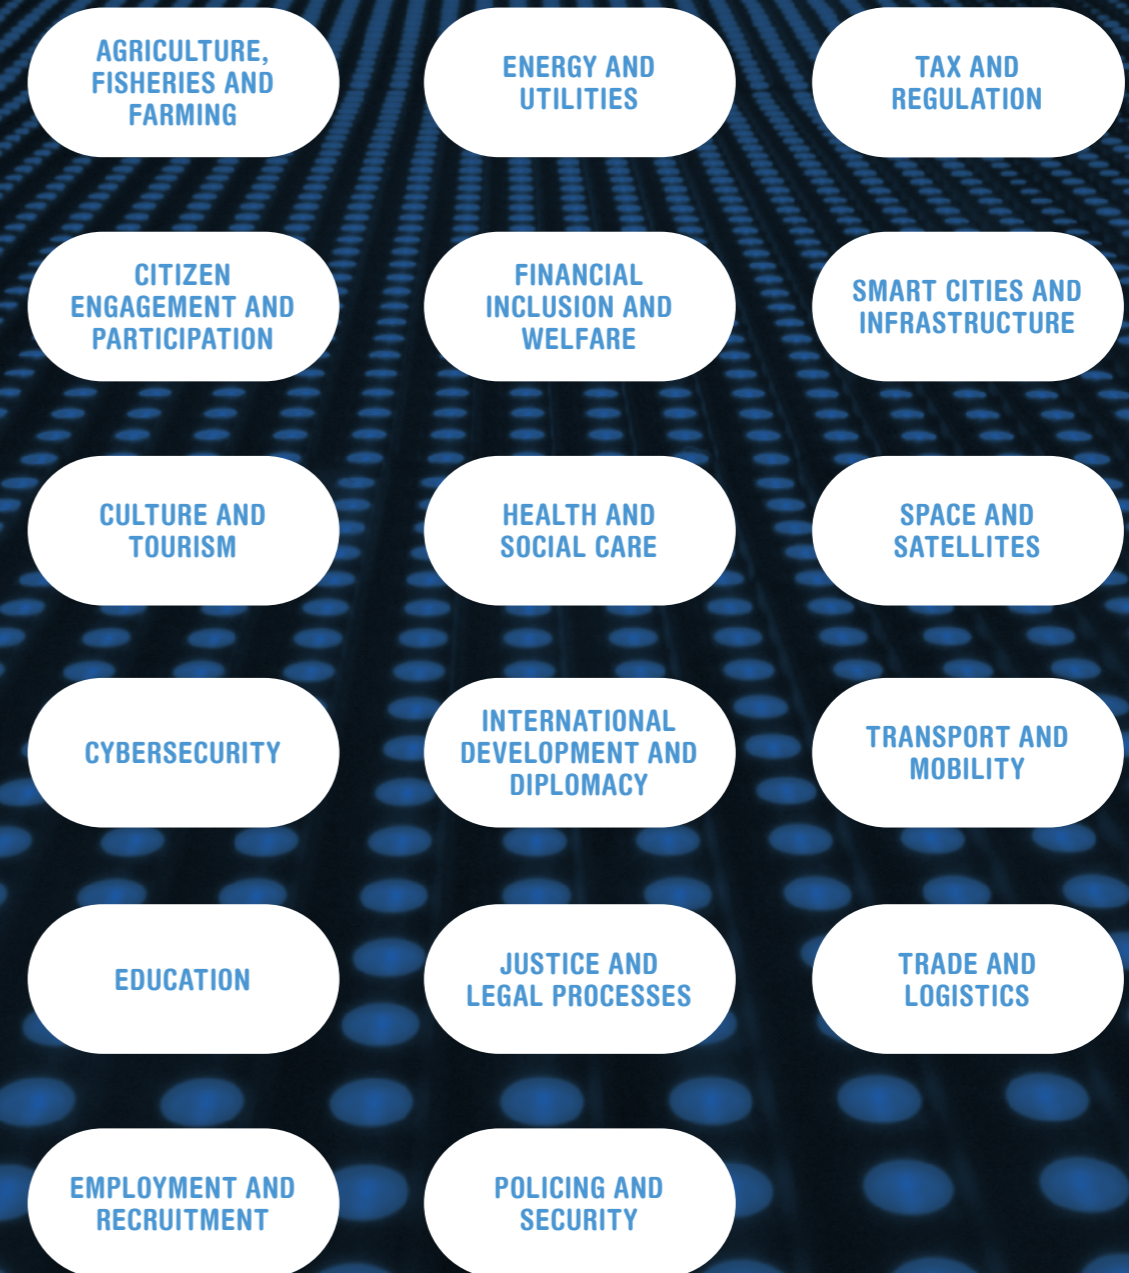 AGRICULTURE,
FISHERIES AND
FARMING
ENERGY AND
UTILITIES
TAX AND
REGULATION
CITIZEN
ENGAGEMENT AND
PARTICIPATION
FINANCIAL
INCLUSION AND
WELFARE
SMART CITIES AND
INFRASTRUCTURE
CULTURE AND
TOURISM
HEALTH AND
SOCIAL CARE
SPACE AND
SATELLITES
CYBERSECURITY
INTERNATIONAL
DEVELOPMENT AND
DIPLOMACY
TRANSPORT AND
MOBILITY
EDUCATION
JUSTICE AND
LEGAL PROCESSES
TRADE AND
LOGISTICS
EMPLOYMENT AND
RECRUITMENT
POLICING AND
SECURITY